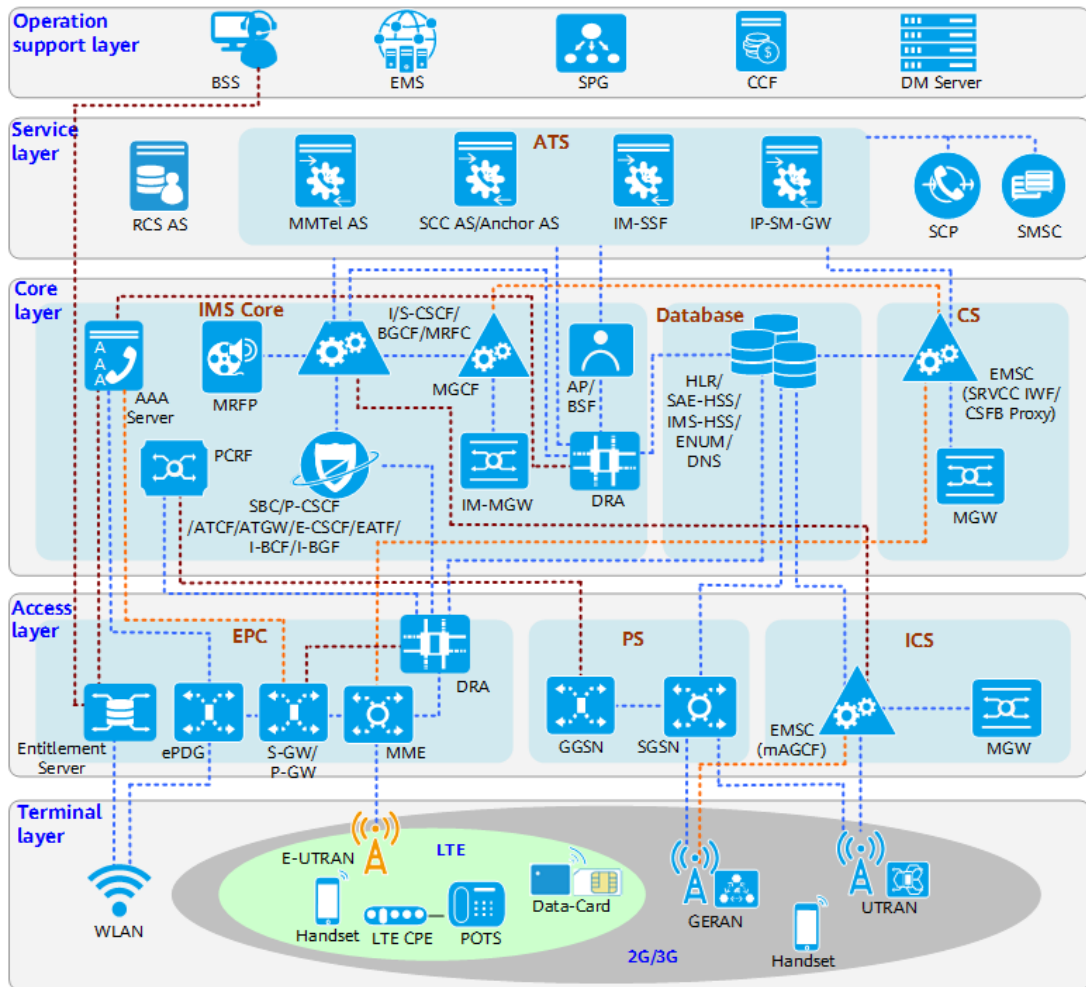 Operation
support layer
BSS
EMS
SPG
CCF
DM Server
Service
layer
ATS
RCS AS
MMTel AS
SCC AS/Anchor AS
IM-SSF
IP-SM-GW
SCP
SMSC
Core
layer
IMS Core
I/S-CSCF/
BGCF/MRFC
Database
CS
A
A
A
AAA
Server
MRFP
MGCF
AP/
BSF
HLR/
SAE-HSS/
IMS-HSS/
ENUM/
DNS
EMSC
(SRVCC IWF/
CSFB Proxy)
PCRF
SBC/P-CSCF
/ATCF/ATGW/E-CSCF/EATF/
I-BCF/I-BGF
IM-MGW
DRA
MGW
Access
layer
EPC
DRA
PS
ICS
Entitlement
Server
ePDG
S-GW/
P-GW
MME
GGSN
SGSN
EMSC
(mAGCF)
MGW
Terminal
layer
E-UTRAN
LTE
WLAN
Handset
LTE CPE
POTS
Data-Card
GERAN
UTRAN
Handset
2G/3G